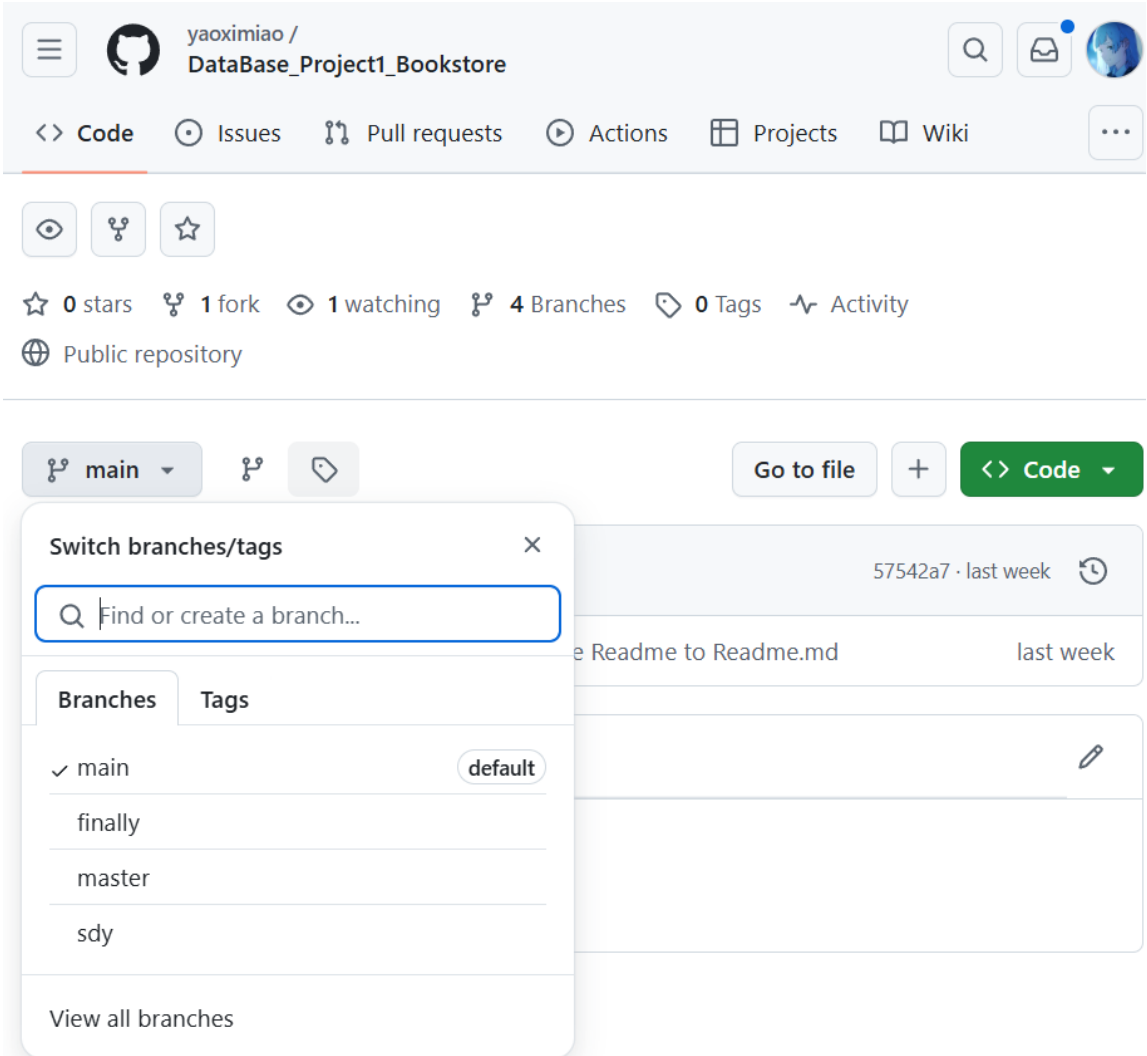 yaoximiao /
DataBase_Project1_Bookstore
Code Issues Pull requests Actions Projects Wiki
0 stars 1 fork 1 watching 4 Branches 0 Tags Activity
Public repository
main Go to file Code
Switch branches/tags
57542a7 · last week
Find or create a branch...
e Readme to Readme.md last week
Branches Tags
main default
finally
master
sdy
View all branches